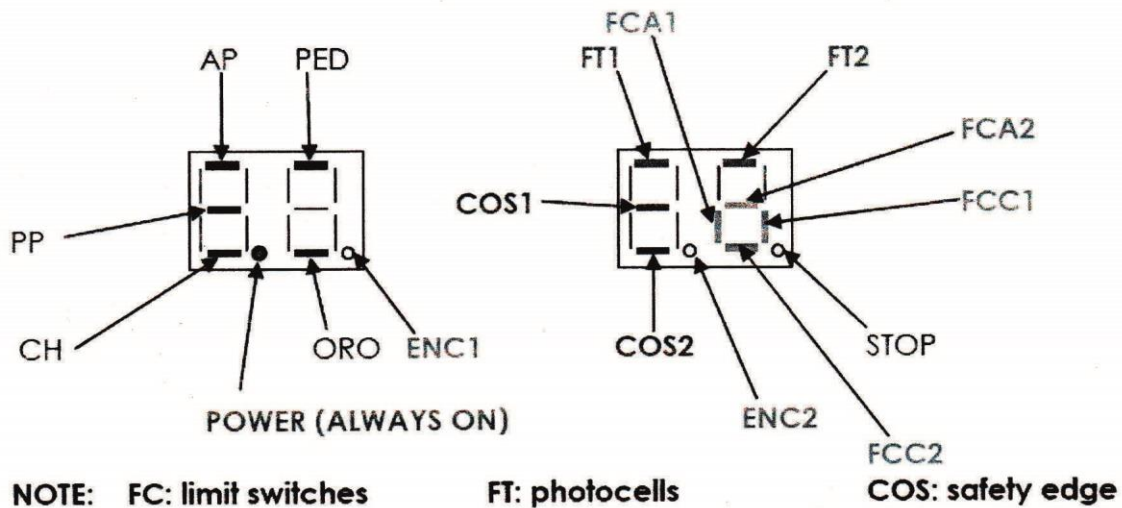 FCA1
AP PED FT1 FT2
FCA2
COS1 FCC1
PP
CH ORO ENC1 COS2 STOP
POWER (ALWAYS ON) ENC2
FCC2
NOTE: FC: limit switches FT: photocells COS: safety edge